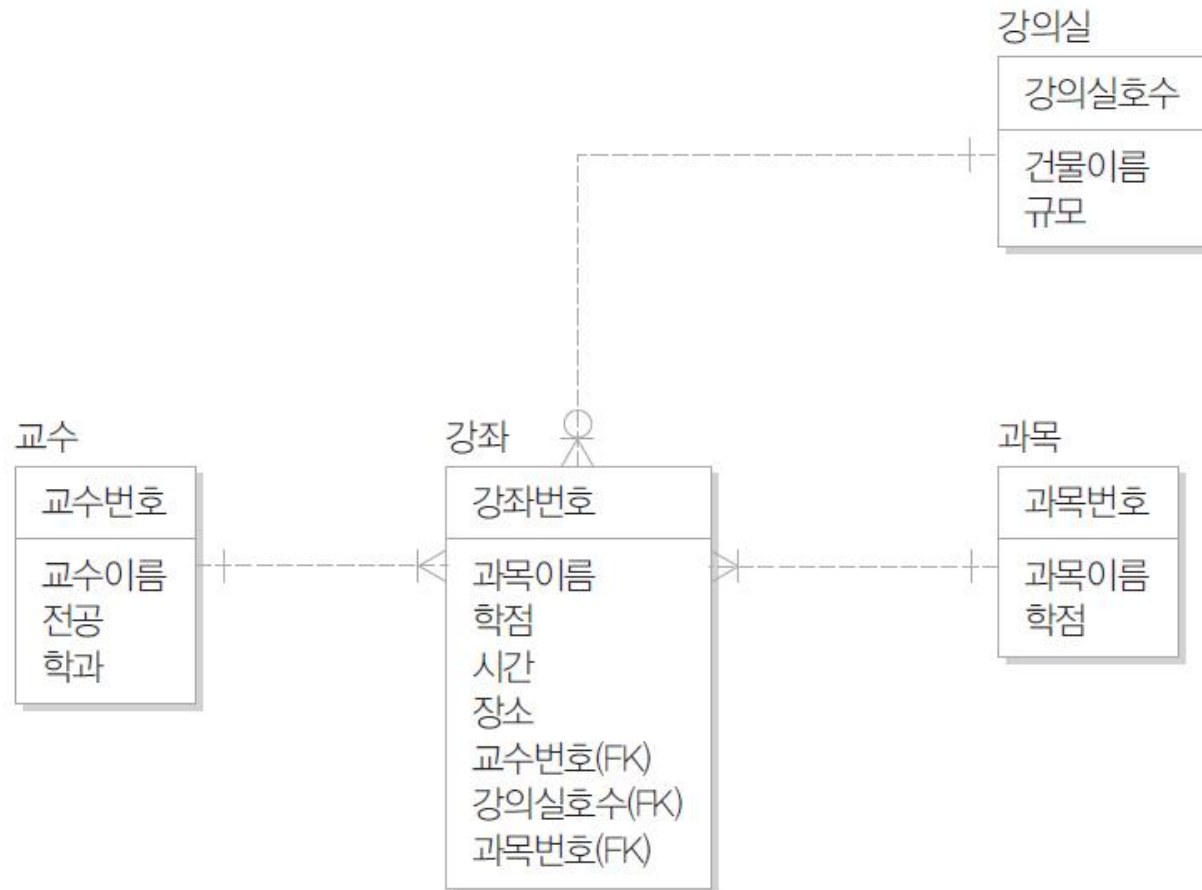 강의실
강의실호수
건물이름
규모
교수
교수번호
교수이름
전공
학과
강좌
강좌번호
과목이름
학점
시간
장소
교수번호(FK)
강의실호수(FK)
과목번호(FK)
과목
과목번호
과목이름
학점